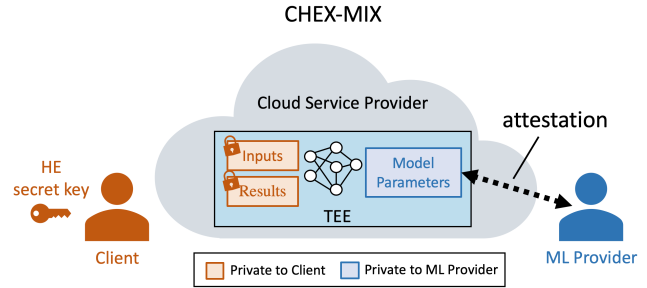 CHEX-MIX
Cloud Service Provider
attestation
HE
secret key
Inputs
Results
Model
Parameters
TEE
Client
ML Provider
Private to Client
Private to ML Provider